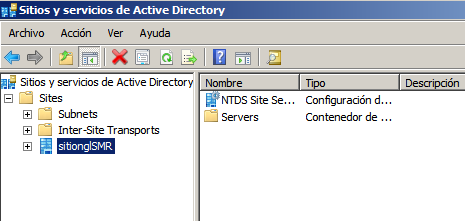 Sitios y servicios de Active Directory
Archivo Acción Ver Ayuda
Sitios y servicios de Active Directory
Sites
Subnets
Inter-Site Transports
sitionglSMR
Nombre Tipo Descripción
NTDS Site Se... Configuración d...
Servers Contenedor de ...